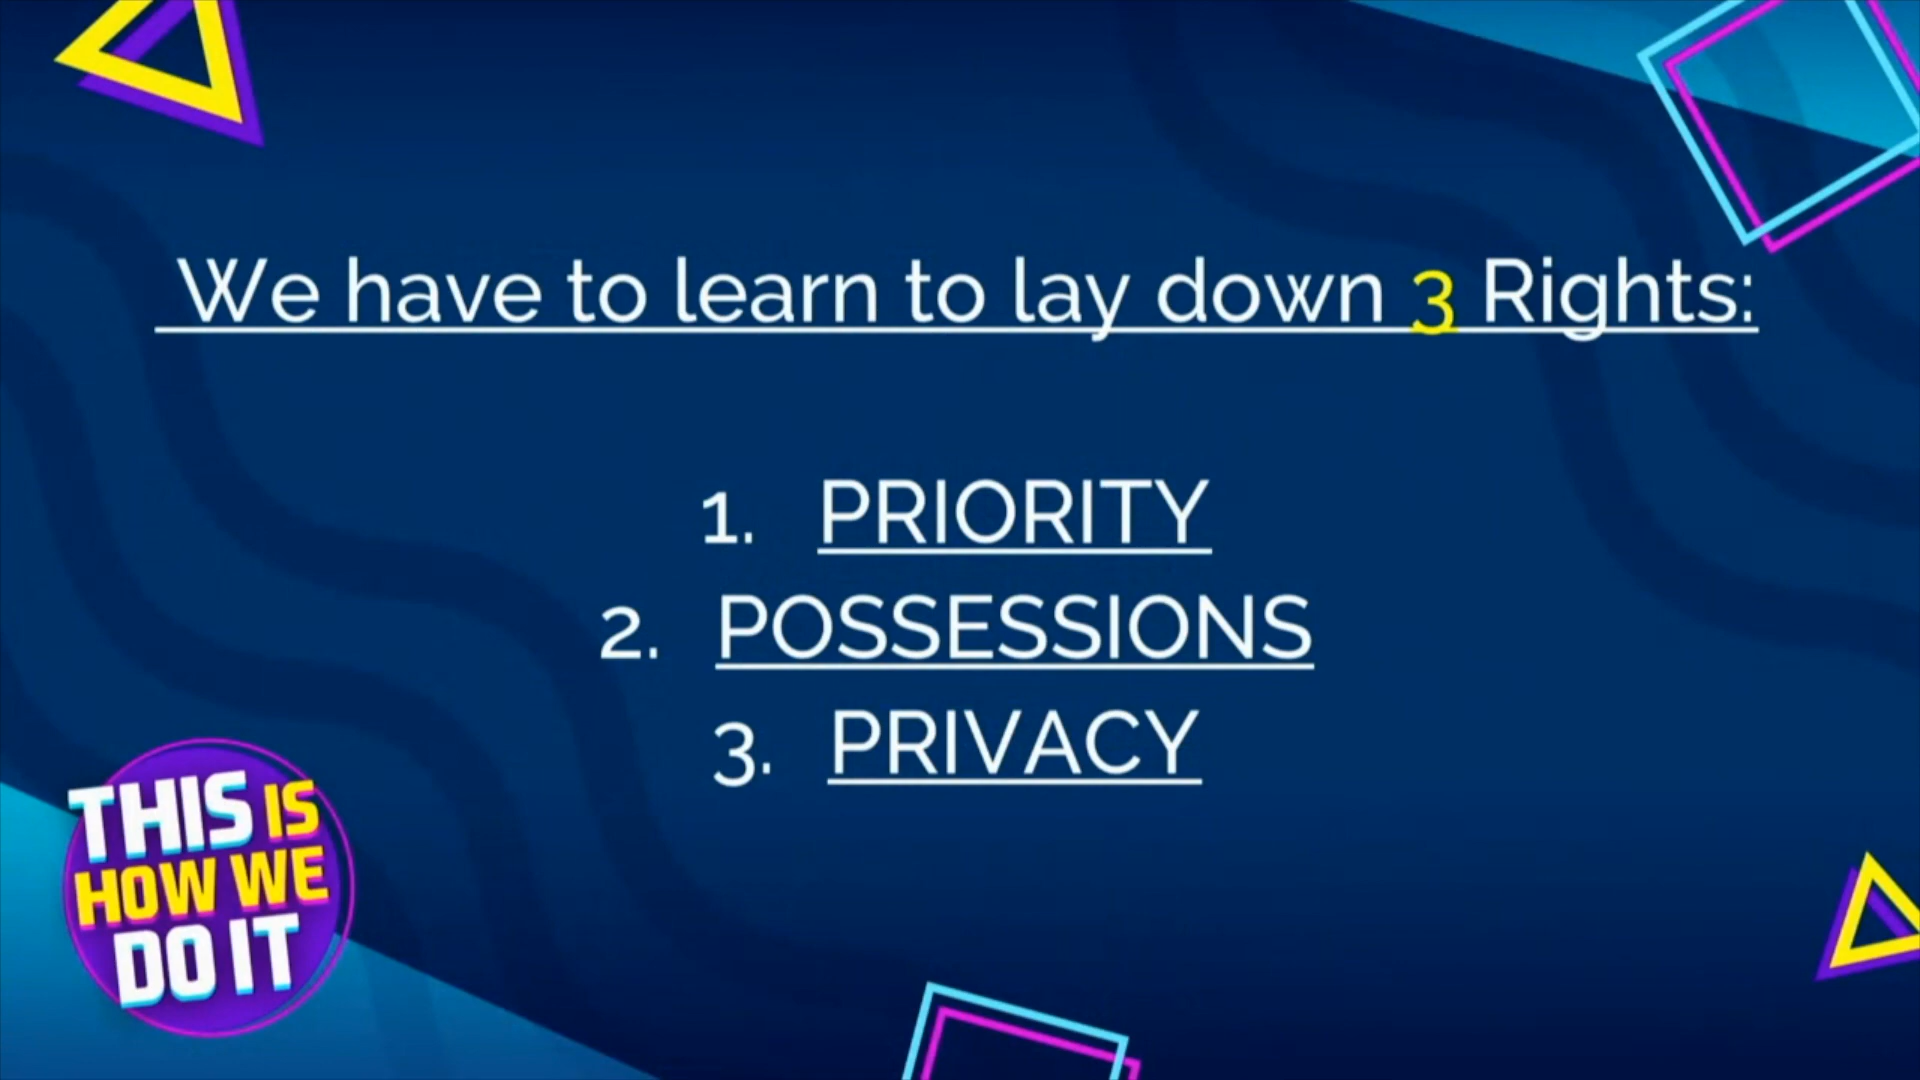 We have to learn to lay down 3 Rights:
1. PRIORITY
2. POSSESSIONS
3. PRIVACY
THIS IS
HOW WE
DO IT